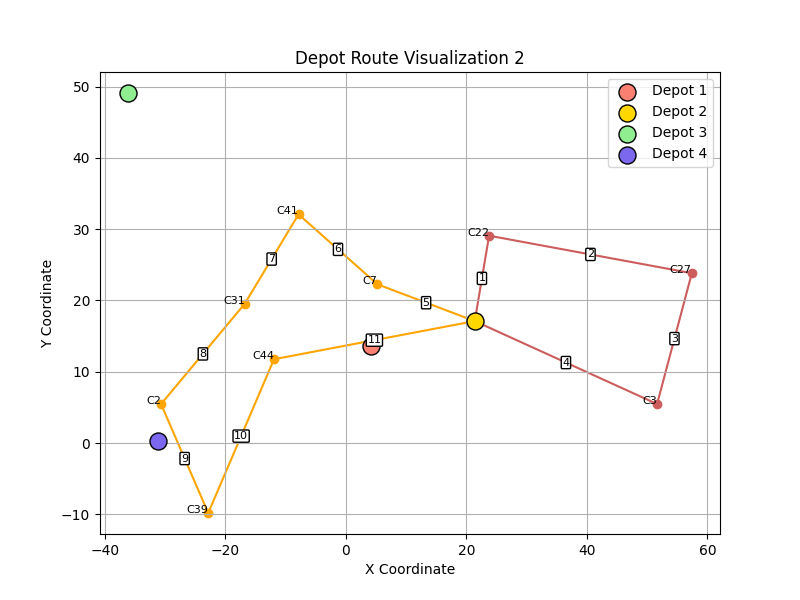 Depot Route Visualization 2
Depot 1
Depot 2
Depot 3
Depot 4
Y Coordinate
50
40
30
20
10
0
−10
C41
C22
C27
C7
C31
C44
C2
C3
C39
1
2
3
4
5
6
7
8
9
10
11
−40
−20
0
20
40
60
X Coordinate